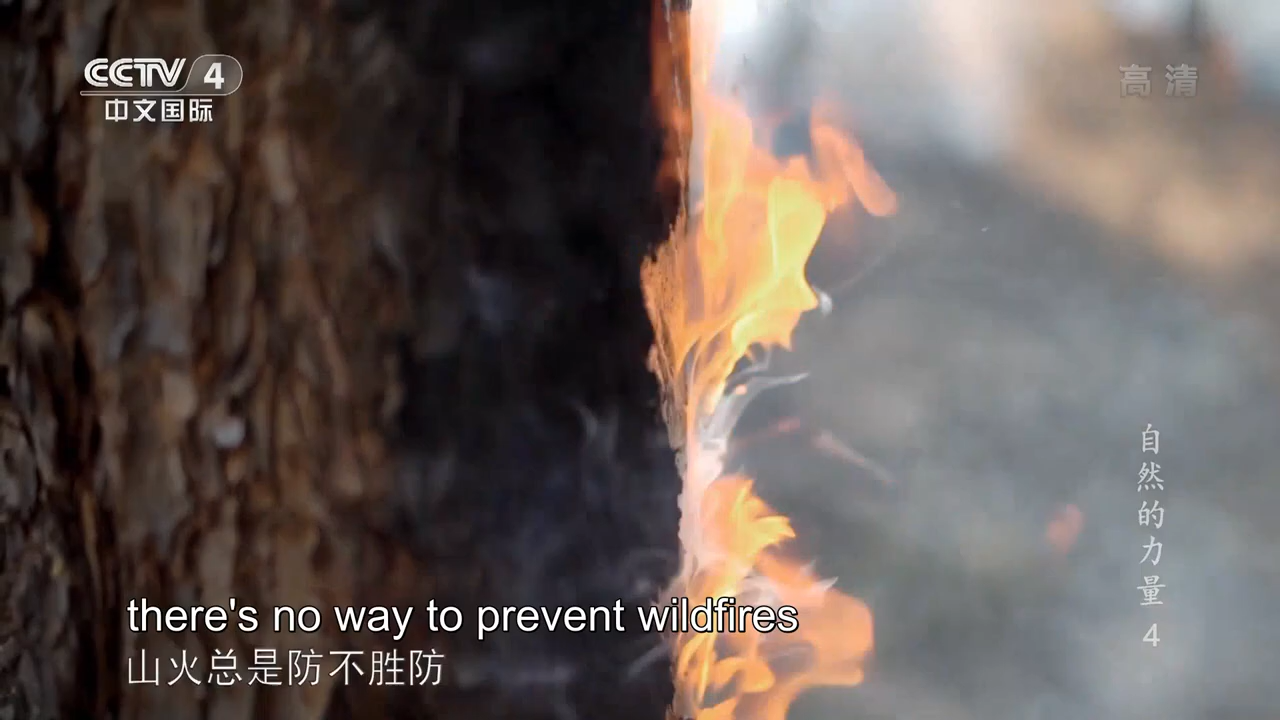 CCTV 4
中文国际
高清
自然的力量 4
there's no way to prevent wildfires
山火总是防不胜防